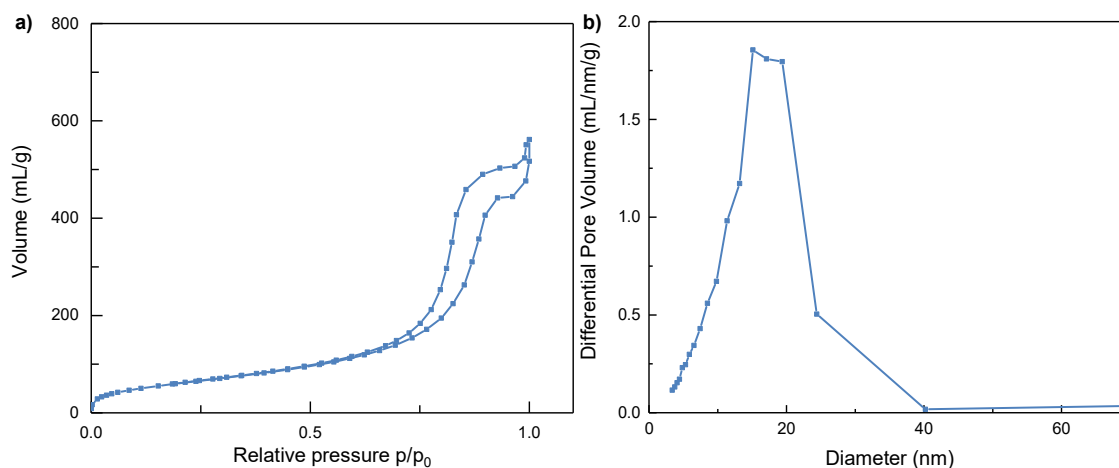 a)
Volume (mL/g)
800
600
400
200
0
0.0
0.5
1.0
Relative pressure p/p0
b)
Differential Pore Volume (mL/nm/g)
2.0
1.5
1.0
0.5
0.0
0
20
40
60
Diameter (nm)